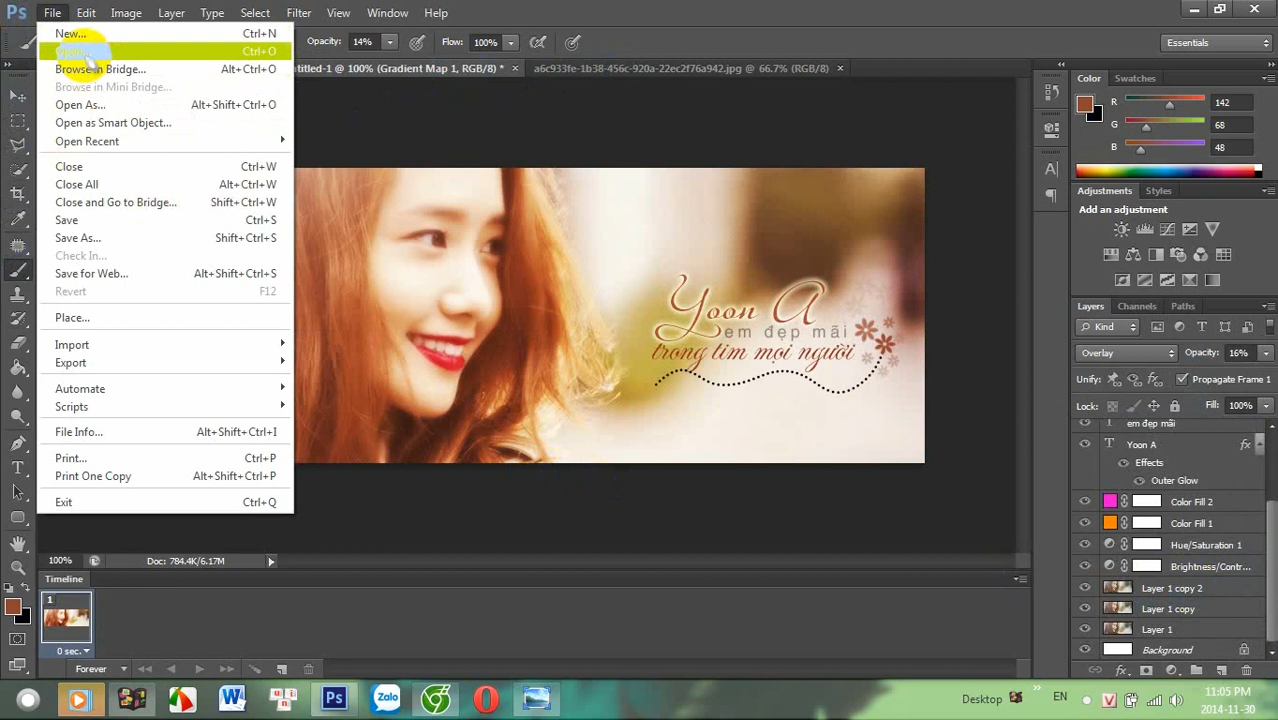 Ps File Edit Image Layer Type Select Filter View Window Help
Opacity: 14% Flow: 100% Essentials
ntitled-1 @ 100% (Gradient Map 1, RGB/8) * × a6c933fe-1b38-456c-920a-22ec2f76a942.jpg @ 66.7% (RGB/8) ×
New... Ctrl+N
Open... Ctrl+O
Browse in Bridge... Alt+Ctrl+O
Browse in Mini Bridge...
Open As... Alt+Shift+Ctrl+O
Open as Smart Object...
Open Recent
Close Ctrl+W
Close All Alt+Ctrl+W
Close and Go to Bridge... Shift+Ctrl+W
Save Ctrl+S
Save As... Shift+Ctrl+S
Check In...
Save for Web... Alt+Shift+Ctrl+S
Revert F12
Place...
Import
Export
Automate
Scripts
File Info... Alt+Shift+Ctrl+I
Print... Ctrl+P
Print One Copy Alt+Shift+Ctrl+P
Exit Ctrl+Q
Yoon A
em đẹp mãi
trong tim mọi người
Color Swatches
R 142
G 68
B 48
Adjustments Styles
Add an adjustment
Layers Channels Paths
Kind
Overlay Opacity: 16%
Unify: Propagate Frame 1
Lock: Fill: 100%
T em đẹp mãi
T Yoon A fx
Effects
Outer Glow
Color Fill 2
Color Fill 1
Hue/Saturation 1
Brightness/Contr...
Layer 1 copy 2
Layer 1 copy
Layer 1
Background
100% Doc: 784.4K/6.17M
Timeline
1
0 sec.
Forever
W Ps Zalo Desktop EN V 11:05 PM
2014-11-30